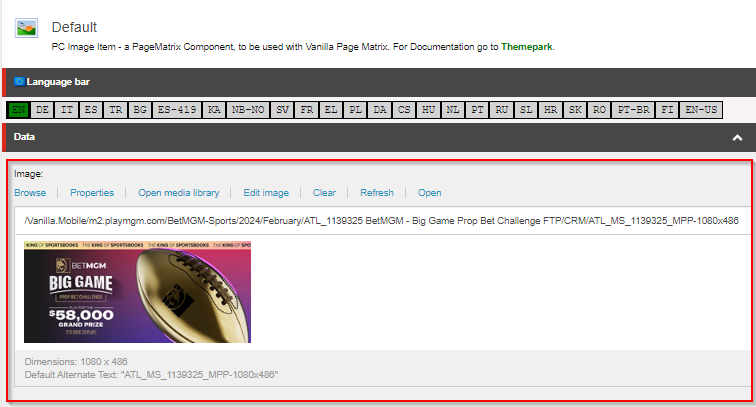 Default
PC Image Item - a PageMatrix Component, to be used with Vanilla Page Matrix. For Documentation go to Themepark.
Language bar
EN DE IT ES TR BG ES-419 KA NB-NO SV FR EL PL DA CS HU NL PT RU SL HR SK RO PT-BR FI EN-US
Data
Image:
Browse Properties Open media library Edit image Clear Refresh Open
/Vanilla.Mobile/m2.playmgm.com/BetMGM-Sports/2024/February/ATL_1139325 BetMGM - Big Game Prop Bet Challenge FTP/CRM/ATL_MS_1139325_MPP-1080x486
KING OF SPORTSBOOKS THE KING OF SPORTSBOOKS THE KING OF SPORTSBOOKS THE KING OF SPOR
BETMGM
BIG GAME
PROP BET CHALLENGE
PLAY FOR THE
$58,000
GRAND PRIZE
IT'S FREE TO PLAY!
Dimensions: 1080 x 486
Default Alternate Text: "ATL_MS_1139325_MPP-1080x486"